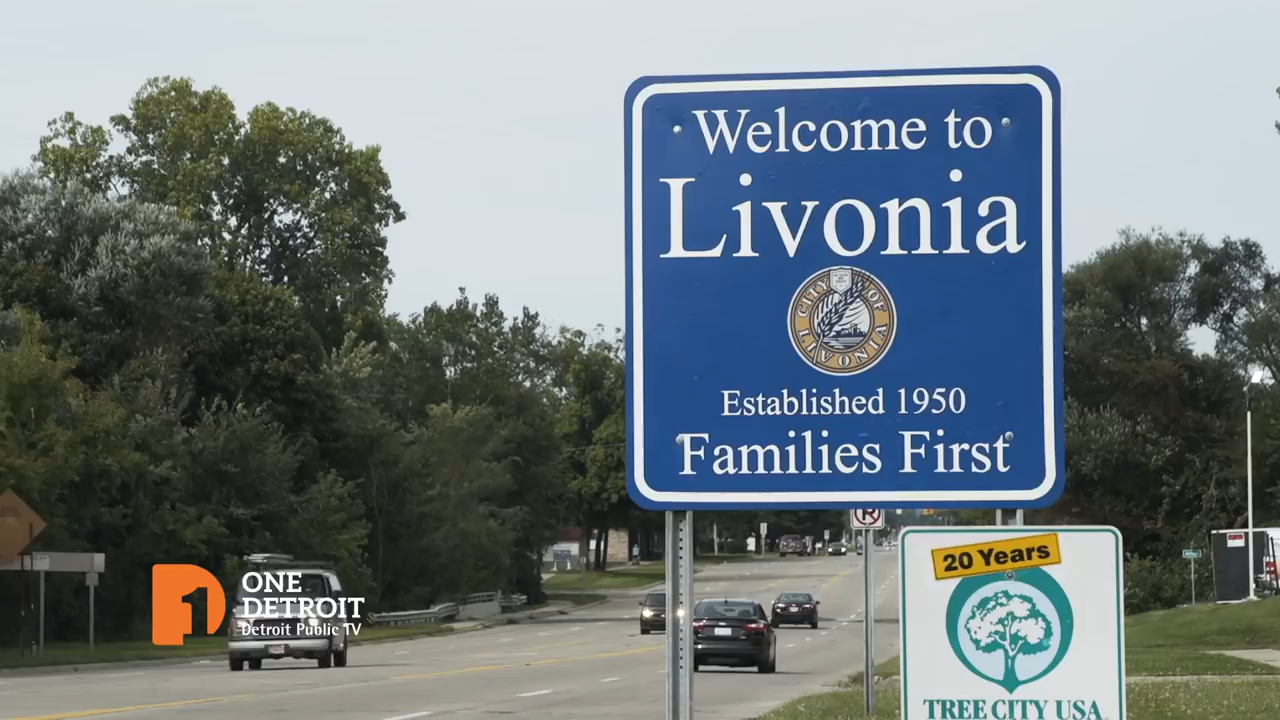 Welcome to
Livonia
CITY OF
LIVONIA
Established 1950
Families First
20 Years
TREE CITY USA
ONE
DETROIT
Detroit Public TV